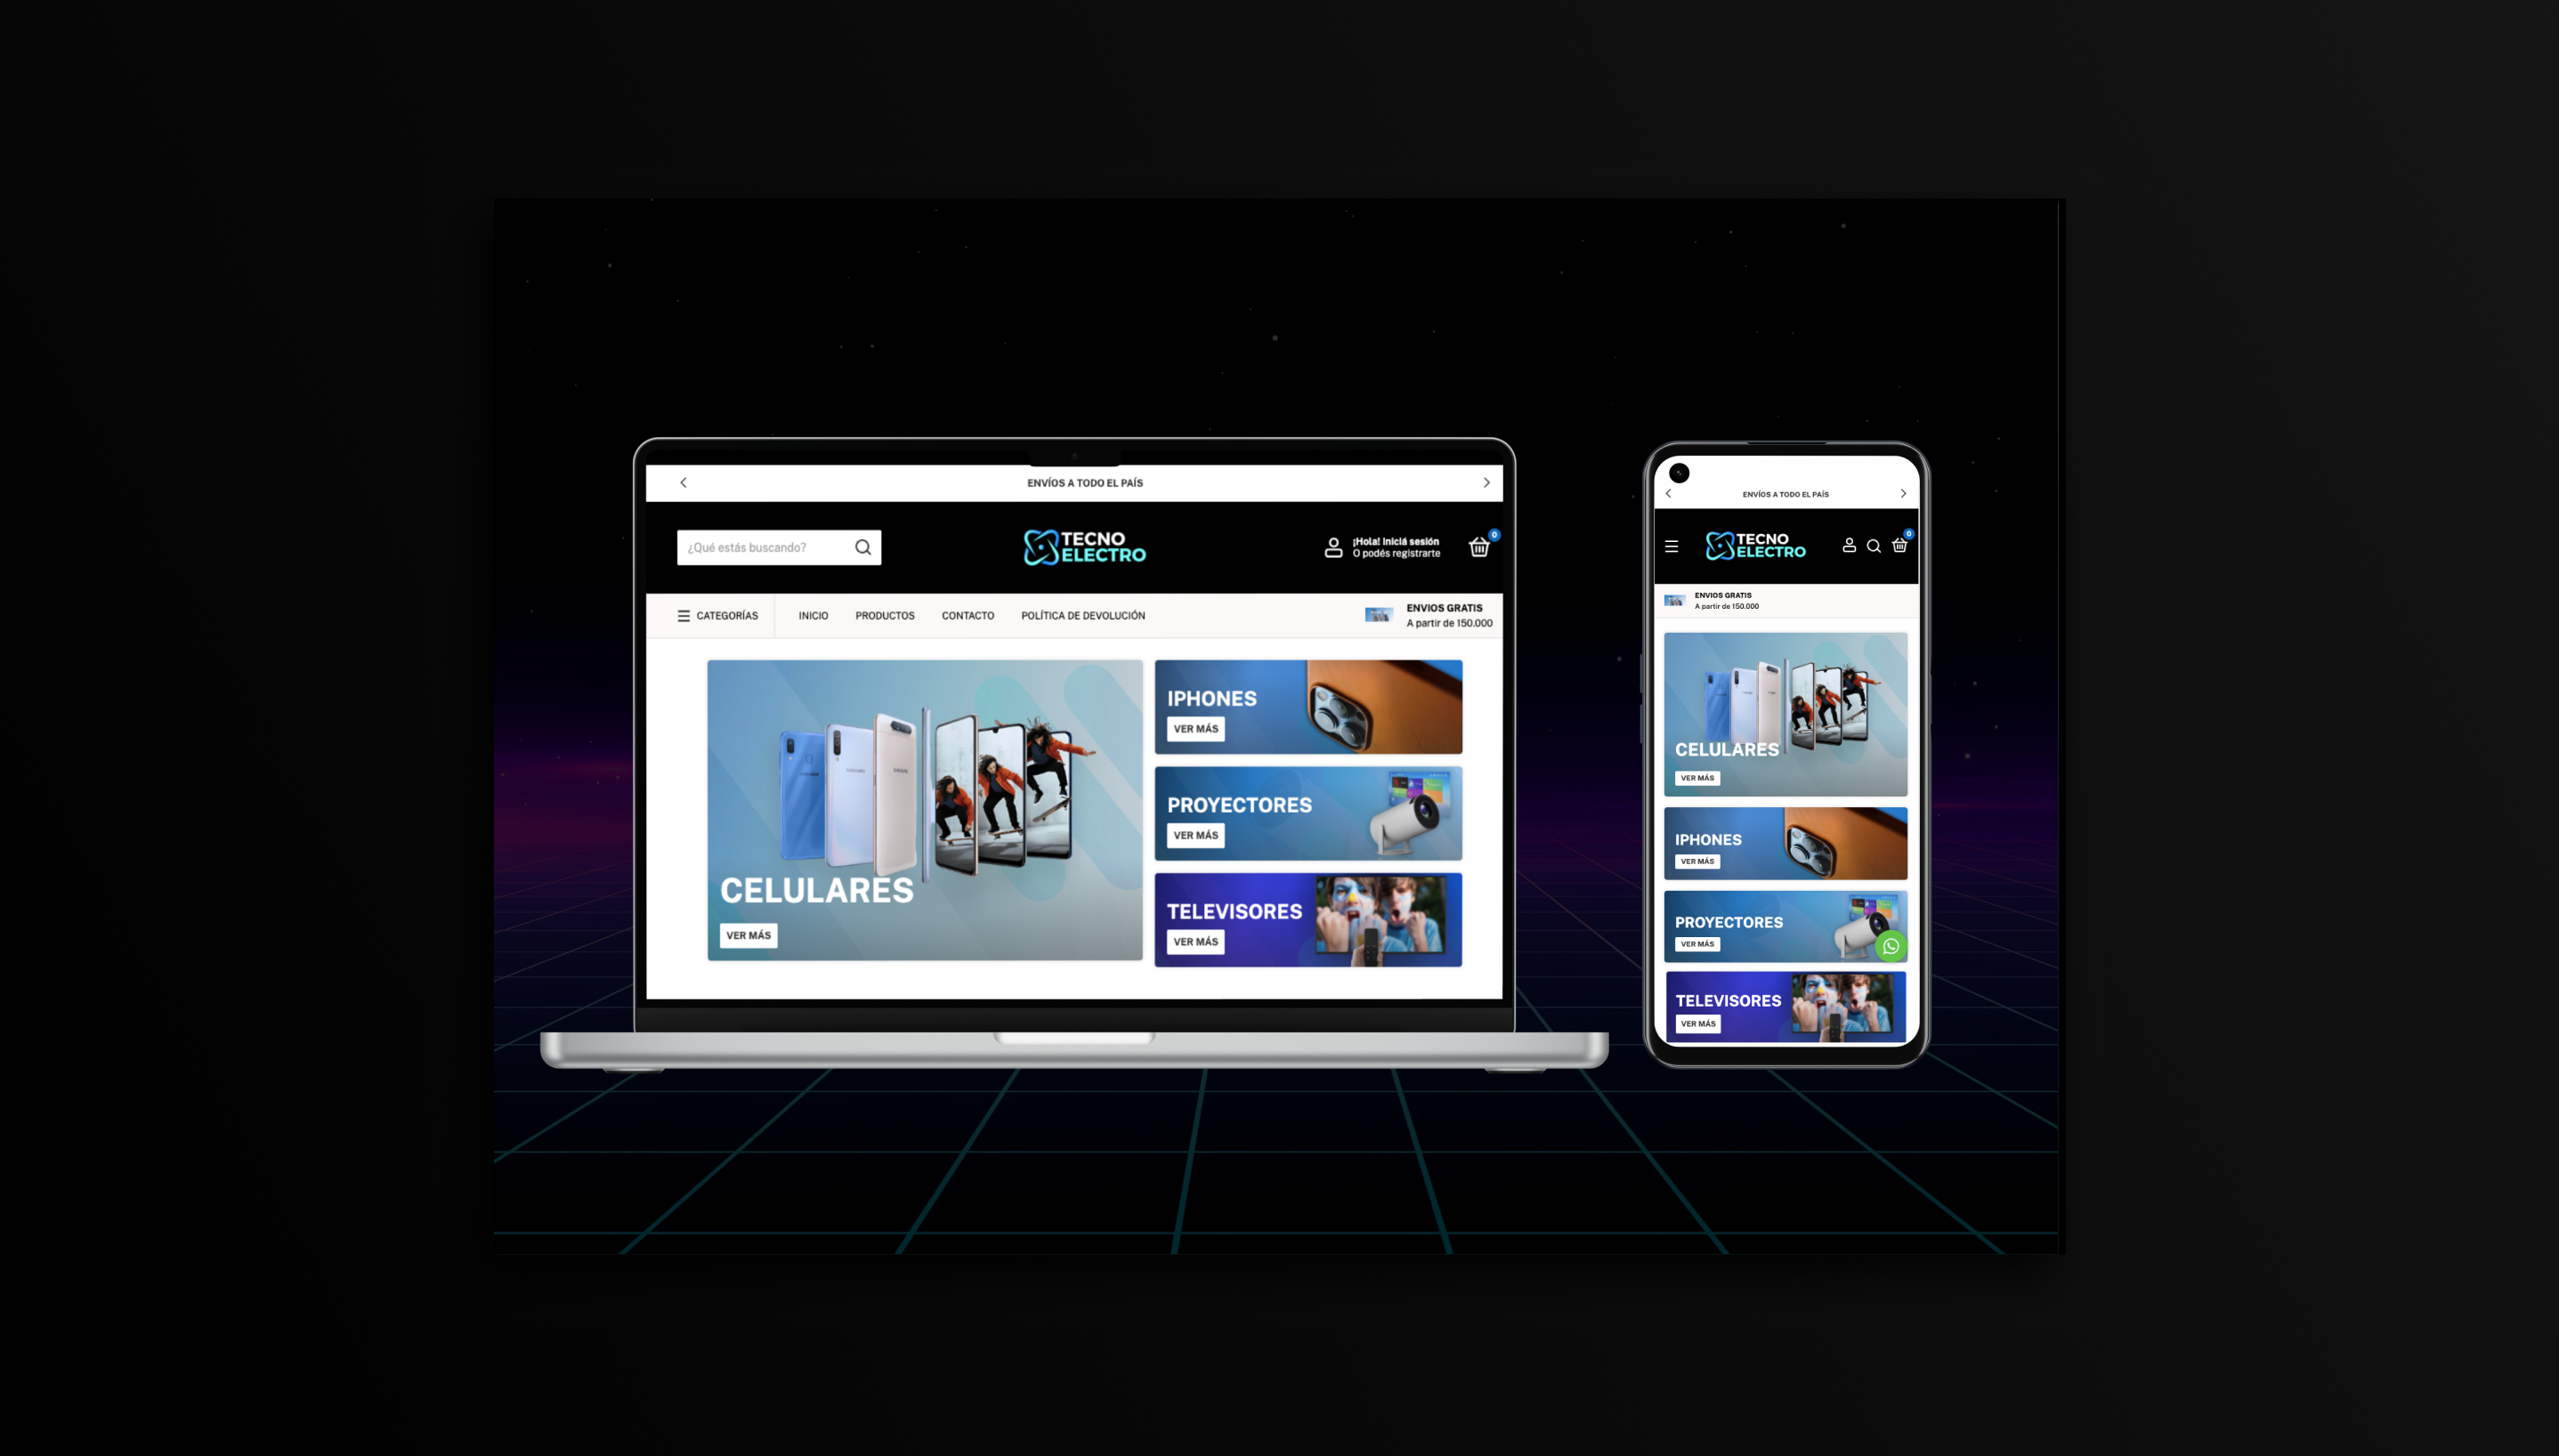 ENVÍOS A TODO EL PAÍS
¿Qué estás buscando?
TECNO
ELECTRO
¡Hola! Iniciá sesión
O podés registrarte
0
CATEGORÍAS
INICIO
PRODUCTOS
CONTACTO
POLÍTICA DE DEVOLUCIÓN
ENVIOS GRATIS
A partir de 150.000
CELULARES
VER MÁS
IPHONES
VER MÁS
PROYECTORES
VER MÁS
TELEVISORES
VER MÁS
ENVÍOS A TODO EL PAÍS
TECNO
ELECTRO
0
ENVIOS GRATIS
A partir de 150.000
CELULARES
VER MÁS
IPHONES
VER MÁS
PROYECTORES
VER MÁS
TELEVISORES
VER MÁS